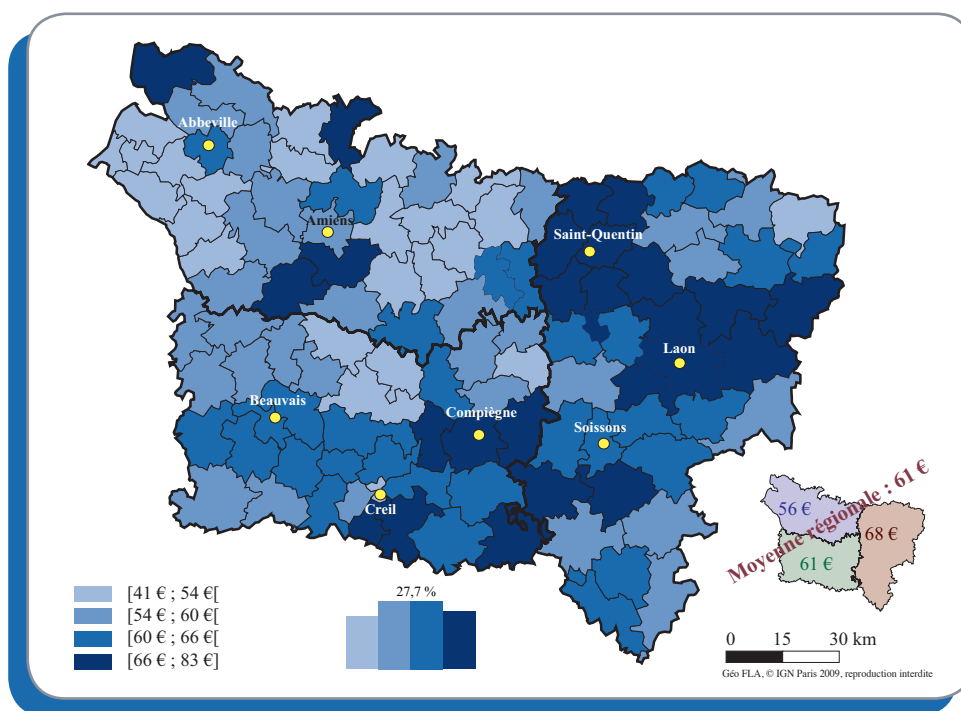 Abbeville
Amiens
Saint-Quentin
Laon
Beauvais
Compiègne
Soissons
Creil
Moyenne régionale : 61 €
56 €
68 €
61 €
[41 € ; 54 €[
[54 € ; 60 €[
[60 € ; 66 €[
[66 € ; 83 €]
27,7 %
0 15 30 km
Géo FLA, © IGN Paris 2009, reproduction interdite